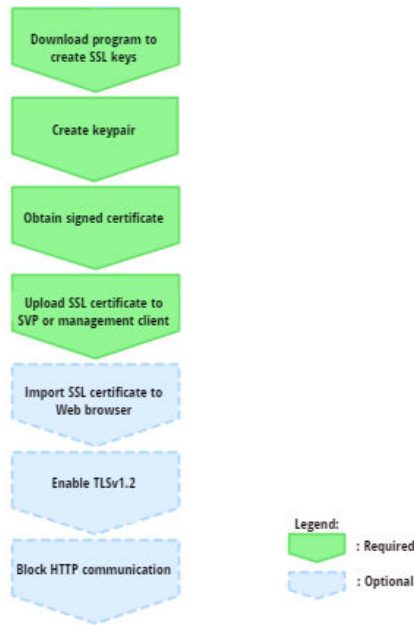 Download program to
create SSL keys
Create keypair
Obtain signed certificate
Upload SSL certificate to
SVP or management client
Import SSL certificate to
Web browser
Enable TLSv1.2
Block HTTP communication
Legend:
: Required
: Optional